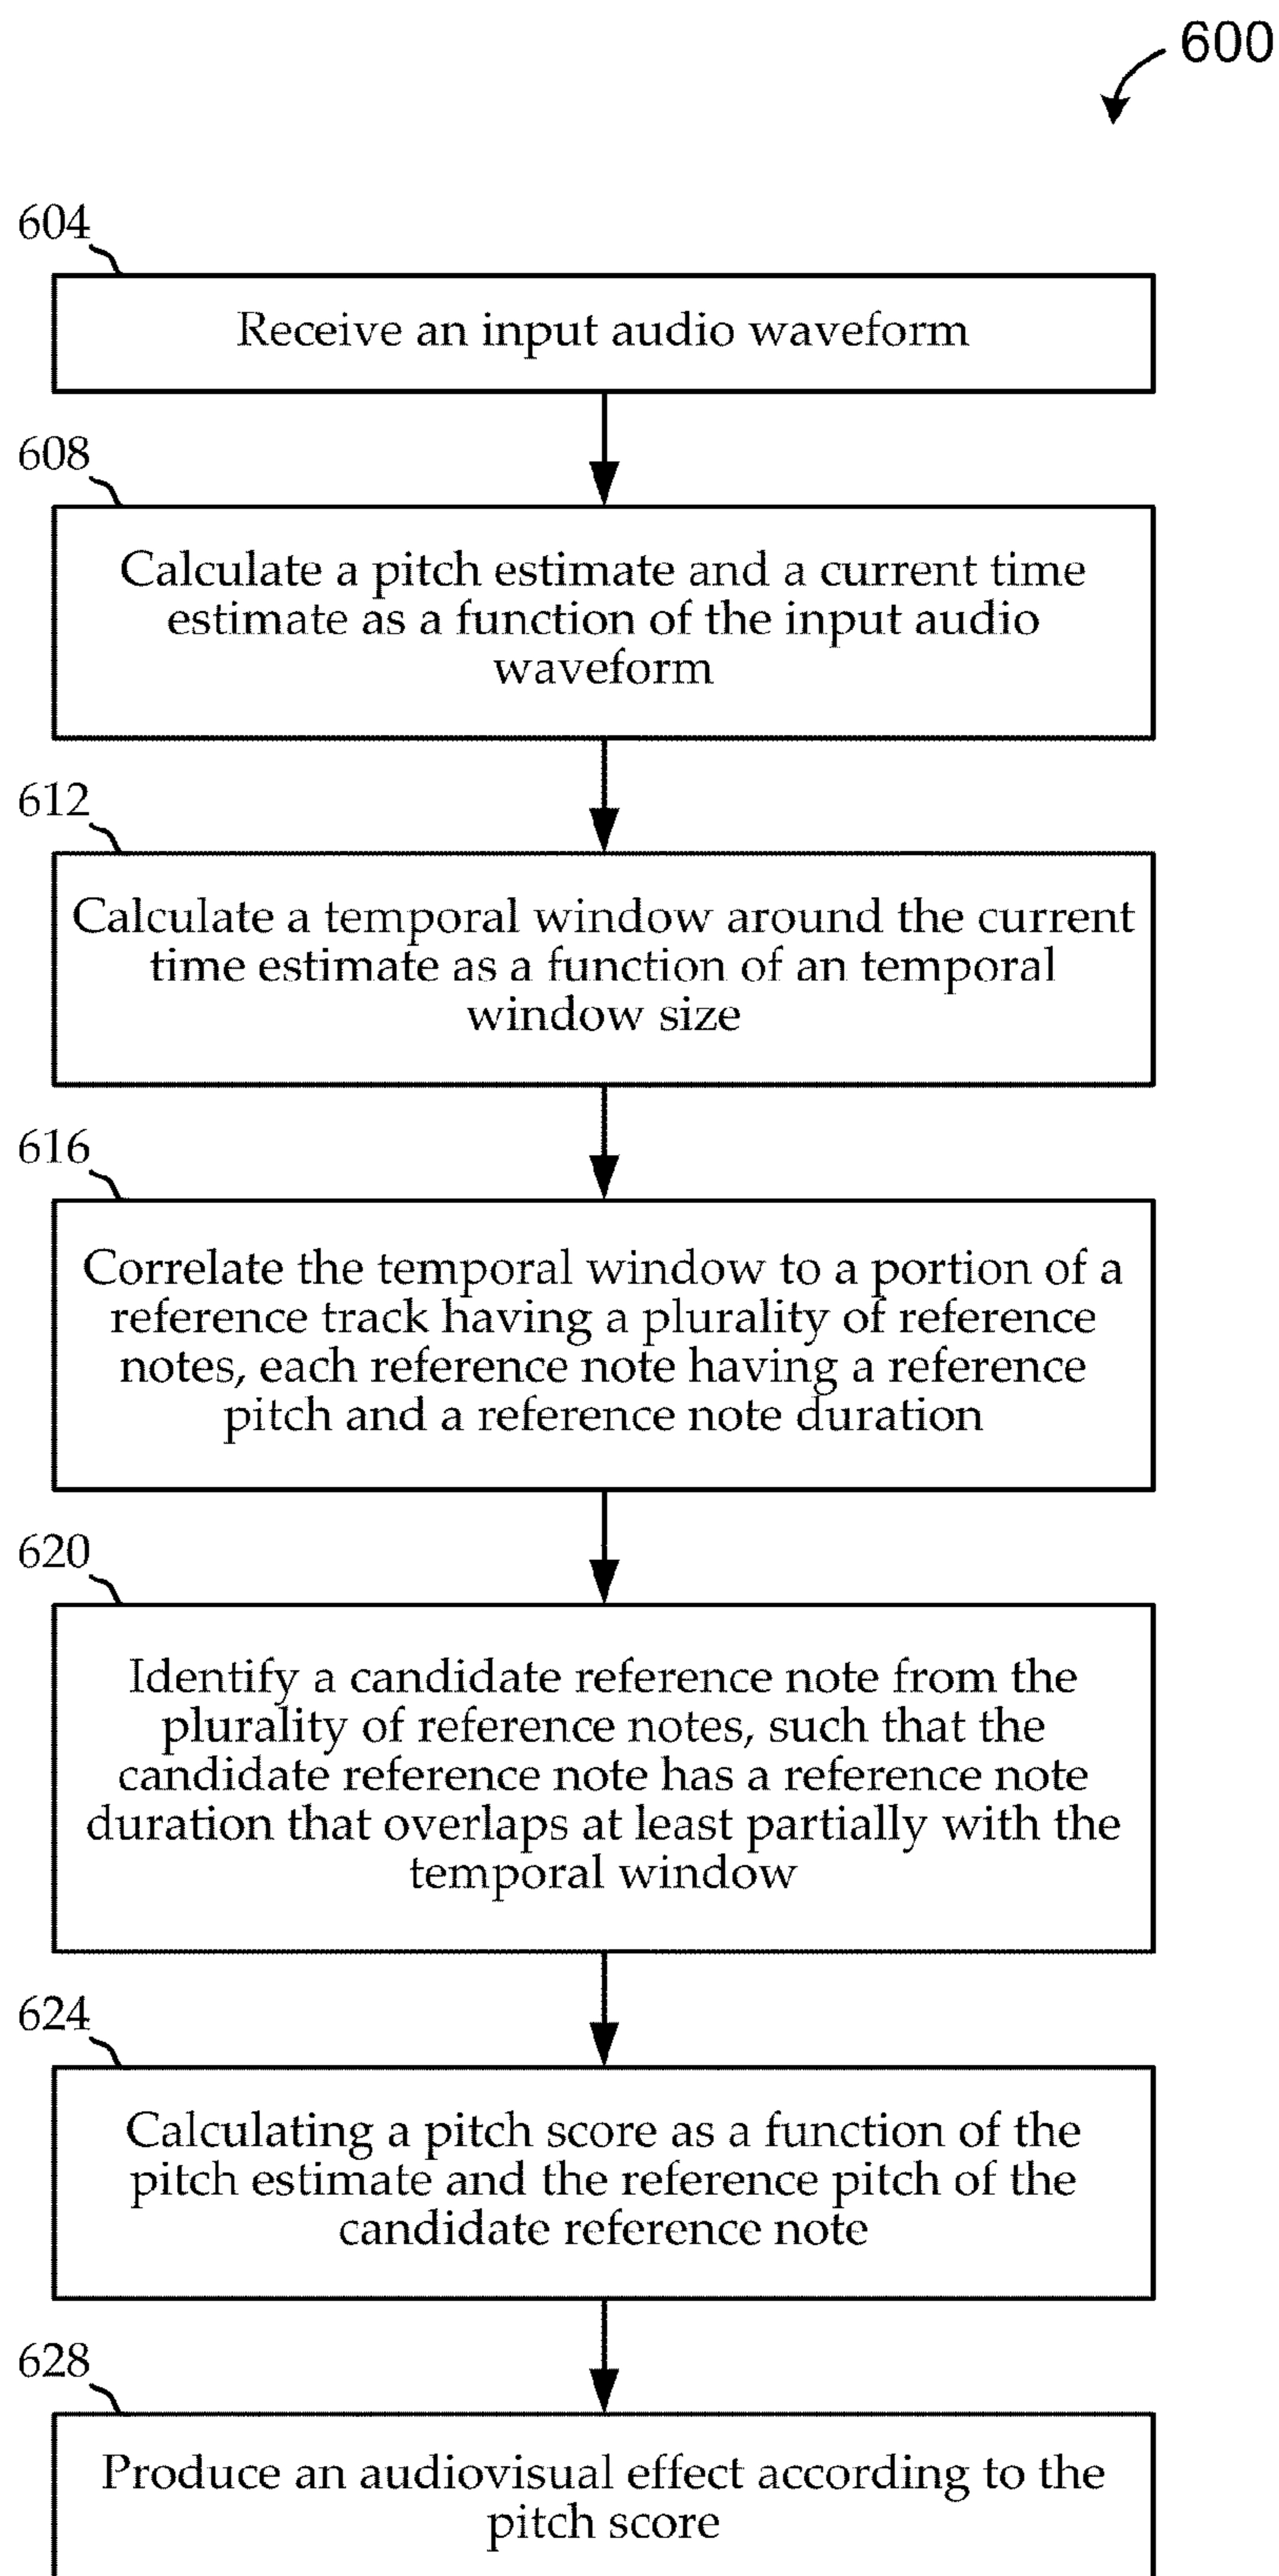 600
604
Receive an input audio waveform
608
Calculate a pitch estimate and a current time
estimate as a function of the input audio
waveform
612
Calculate a temporal window around the current
time estimate as a function of an temporal
window size
616
Correlate the temporal window to a portion of a
reference track having a plurality of reference
notes, each reference note having a reference
pitch and a reference note duration
620
Identify a candidate reference note from the
plurality of reference notes, such that the
candidate reference note has a reference note
duration that overlaps at least partially with the
temporal window
624
Calculating a pitch score as a function of the
pitch estimate and the reference pitch of the
candidate reference note
628
Produce an audiovisual effect according to the
pitch score